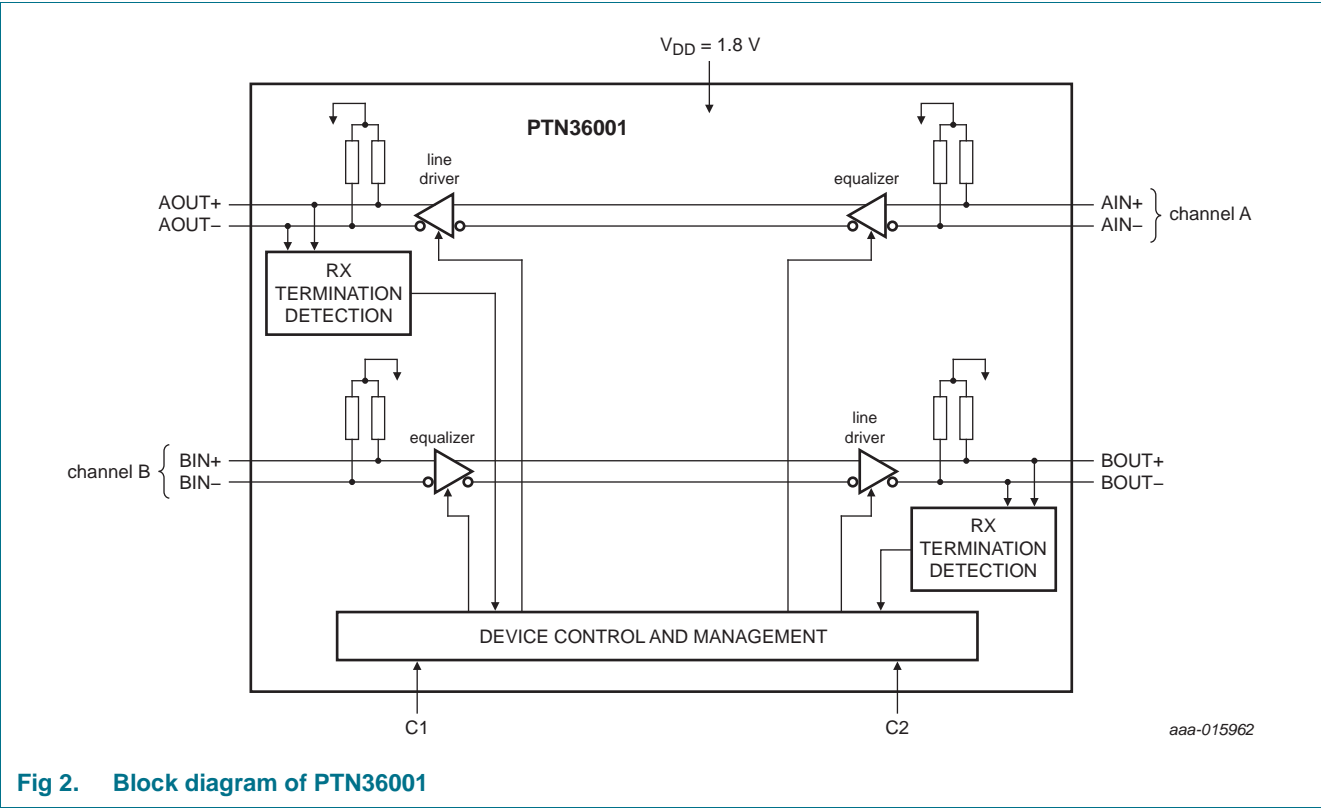 VDD = 1.8 V
PTN36001
line
driver
equalizer
AOUT+
AOUT−
AIN+
AIN−
channel A
RX
TERMINATION
DETECTION
equalizer
line
driver
channel B
BIN+
BIN−
BOUT+
BOUT−
RX
TERMINATION
DETECTION
DEVICE CONTROL AND MANAGEMENT
C1
C2
aaa-015962
Fig 2. Block diagram of PTN36001